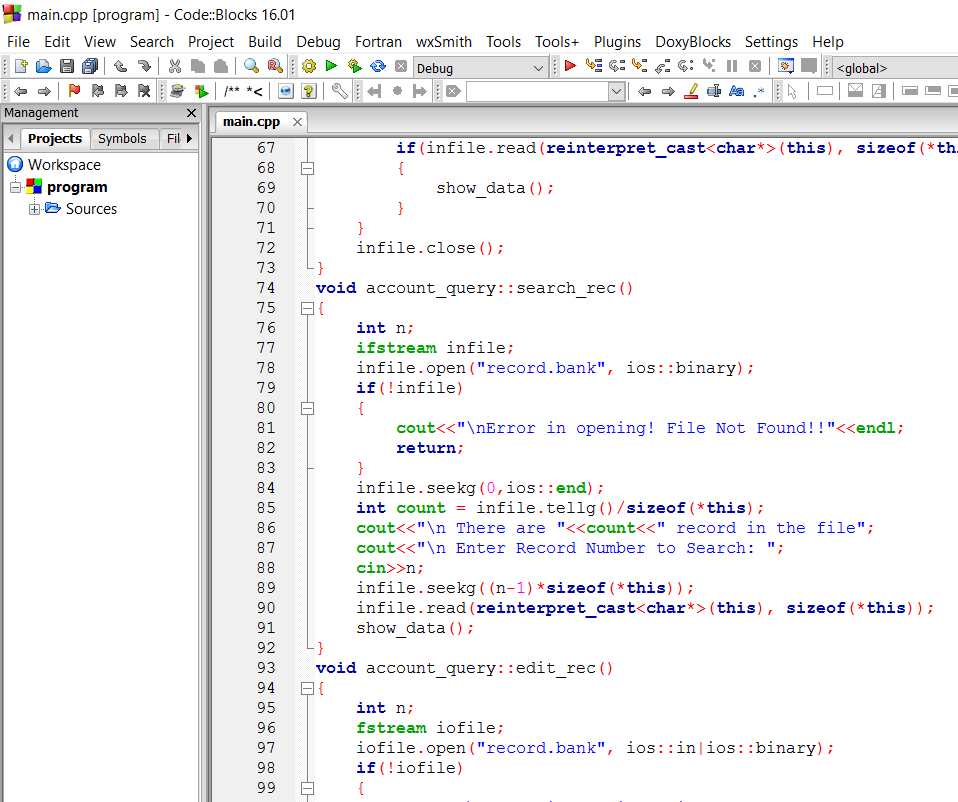 main.cpp [program] - Code::Blocks 16.01
File Edit View Search Project Build Debug Fortran wxSmith Tools Tools+ Plugins DoxyBlocks Settings Help
Debug <global>
/** *<
Management
Projects Symbols Fil
main.cpp
Workspace
program
Sources
67 if(infile.read(reinterpret_cast<char*>(this), sizeof(*thi
68 {
69 show_data();
70 }
71 }
72 infile.close();
73 }
74 void account_query::search_rec()
75 {
76 int n;
77 ifstream infile;
78 infile.open("record.bank", ios::binary);
79 if(!infile)
80 {
81 cout<<"\nError in opening! File Not Found!!"<<endl;
82 return;
83 }
84 infile.seekg(0,ios::end);
85 int count = infile.tellg()/sizeof(*this);
86 cout<<"\n There are "<<count<<" record in the file";
87 cout<<"\n Enter Record Number to Search: ";
88 cin>>n;
89 infile.seekg((n-1)*sizeof(*this));
90 infile.read(reinterpret_cast<char*>(this), sizeof(*this));
91 show_data();
92 }
93 void account_query::edit_rec()
94 {
95 int n;
96 fstream iofile;
97 iofile.open("record.bank", ios::in|ios::binary);
98 if(!iofile)
99 {